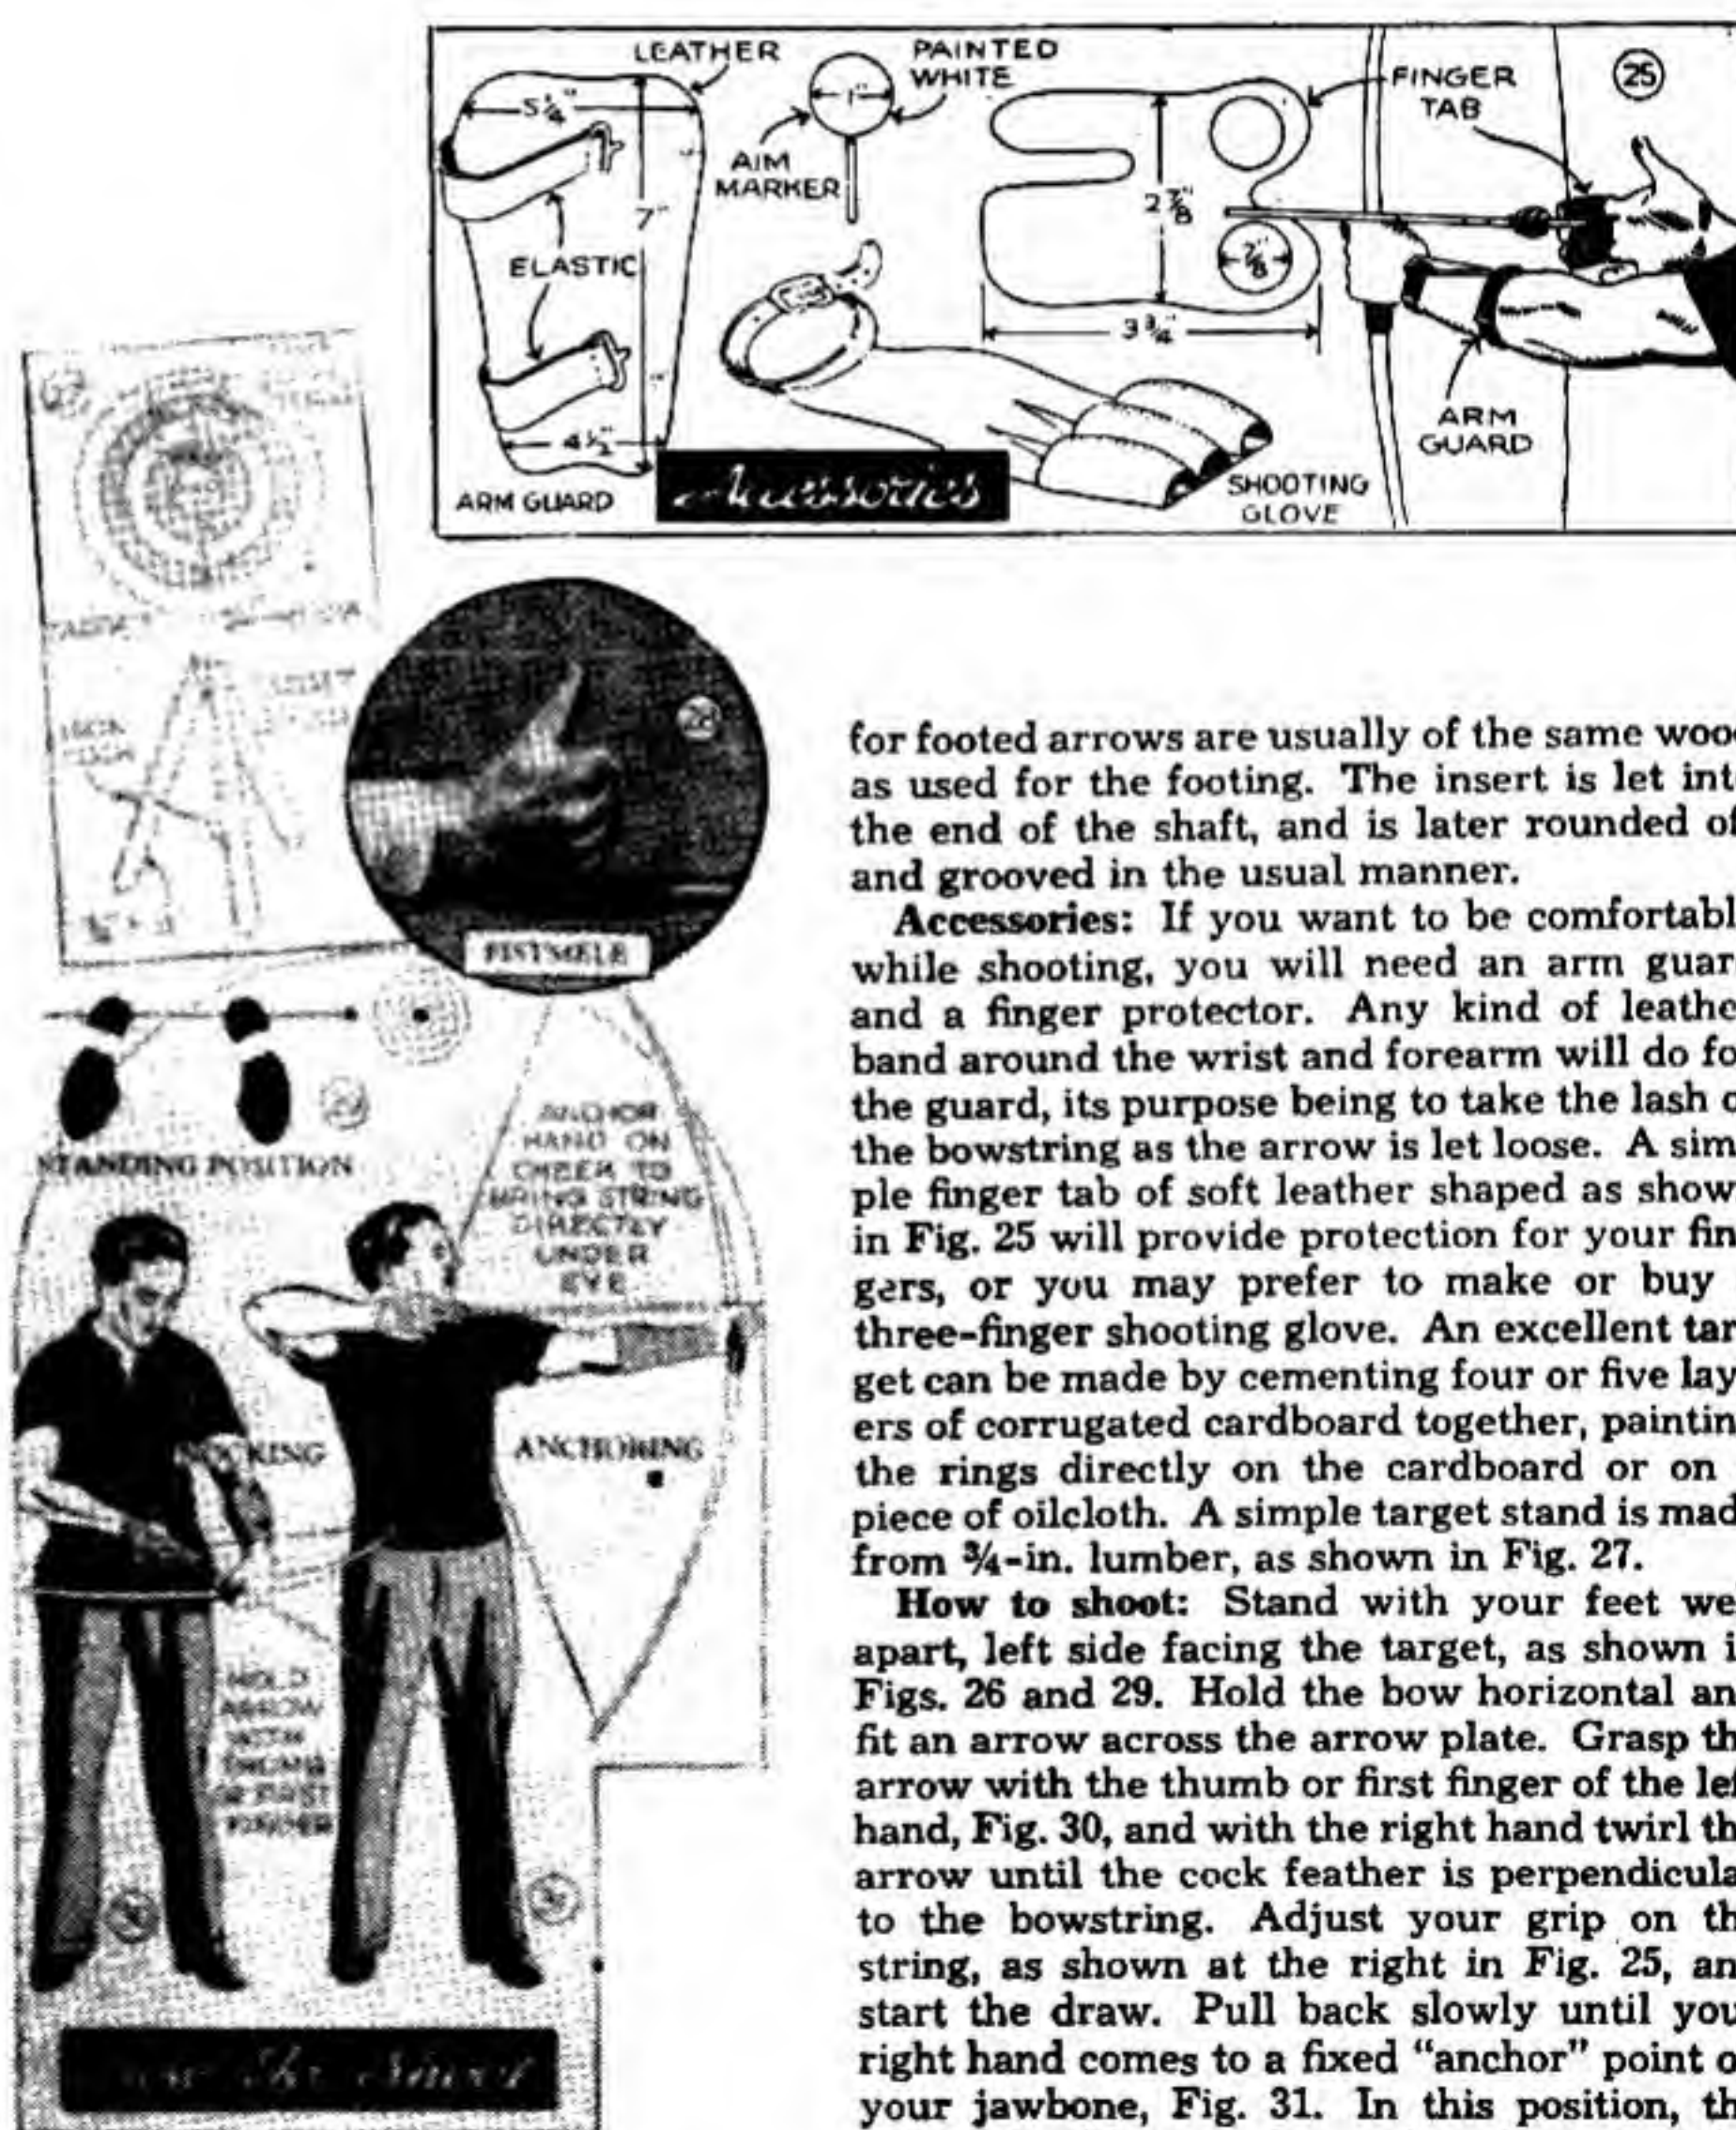 LEATHER
5 1/4"
7"
ELASTIC
4 1/2"
ARM GUARD
1"
PAINTED
WHITE
AIM
MARKER
Accessories
2 7/8"
7/8"
3 3/4"
FINGER
TAB
25
ARM
GUARD
SHOOTING
GLOVE
FISTMELE
STANDING POSITION
ANCHOR
HAND ON
CHEEK TO
BRING STRING
DIRECTLY
UNDER
EYE
NOCKING
ANCHORING
HOLD
ARROW
WITH
THUMB
OR FIRST
FINGER
for footed arrows are usually of the same woo
as used for the footing. The insert is let int
the end of the shaft, and is later rounded of
and grooved in the usual manner.
Accessories: If you want to be comfortabl
while shooting, you will need an arm guar
and a finger protector. Any kind of leathe
band around the wrist and forearm will do fo
the guard, its purpose being to take the lash o
the bowstring as the arrow is let loose. A sim
ple finger tab of soft leather shaped as show
in Fig. 25 will provide protection for your fin
gers, or you may prefer to make or buy
three-finger shooting glove. An excellent tar
get can be made by cementing four or five lay
ers of corrugated cardboard together, paintin
the rings directly on the cardboard or on
piece of oilcloth. A simple target stand is mad
from ¾-in. lumber, as shown in Fig. 27.
How to shoot: Stand with your feet we
apart, left side facing the target, as shown i
Figs. 26 and 29. Hold the bow horizontal an
fit an arrow across the arrow plate. Grasp th
arrow with the thumb or first finger of the lef
hand, Fig. 30, and with the right hand twirl th
arrow until the cock feather is perpendicula
to the bowstring. Adjust your grip on th
string, as shown at the right in Fig. 25, an
start the draw. Pull back slowly until you
right hand comes to a fixed "anchor" point o
your jawbone, Fig. 31. In this position, th